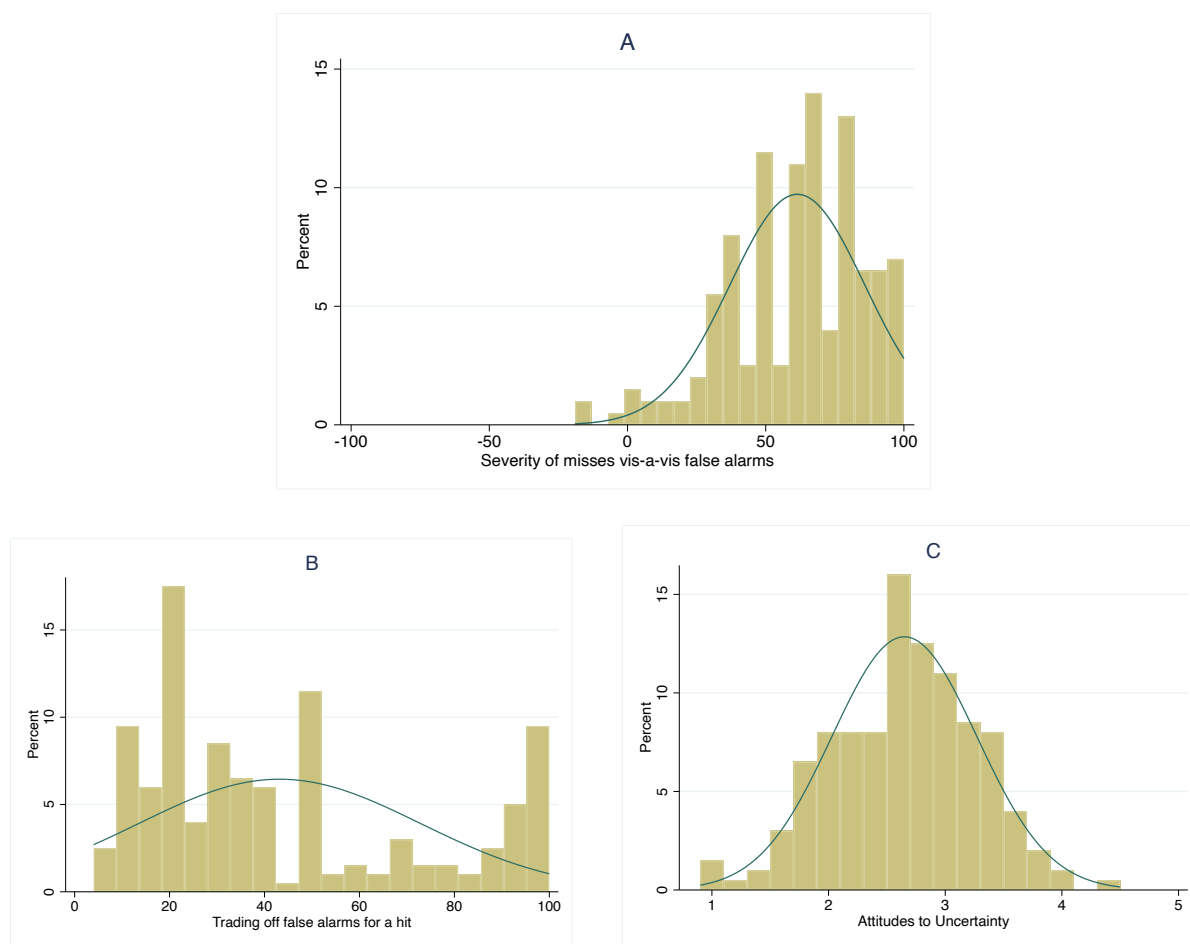 A
Percent
15
10
5
0
-100 -50 0 50 100
Severity of misses vis-a-vis false alarms
B
Percent
15
10
5
0
0 20 40 60 80 100
Trading off false alarms for a hit
C
Percent
15
10
5
0
1 2 3 4 5
Attitudes to Uncertainty